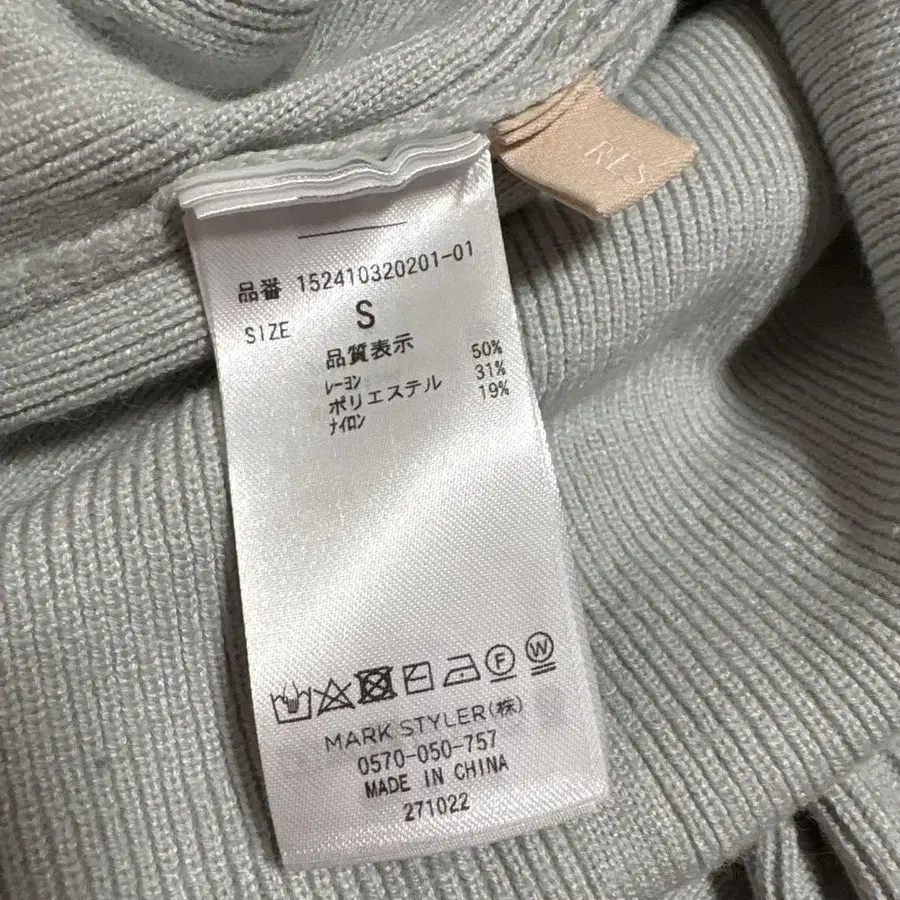 品番 152410320201-01
SIZE S
品質表示
レーヨン 50%
ポリエステル 31%
ナイロン 19%
F W
MARK STYLER(株)
0570-050-757
MADE IN CHINA
271022
RES